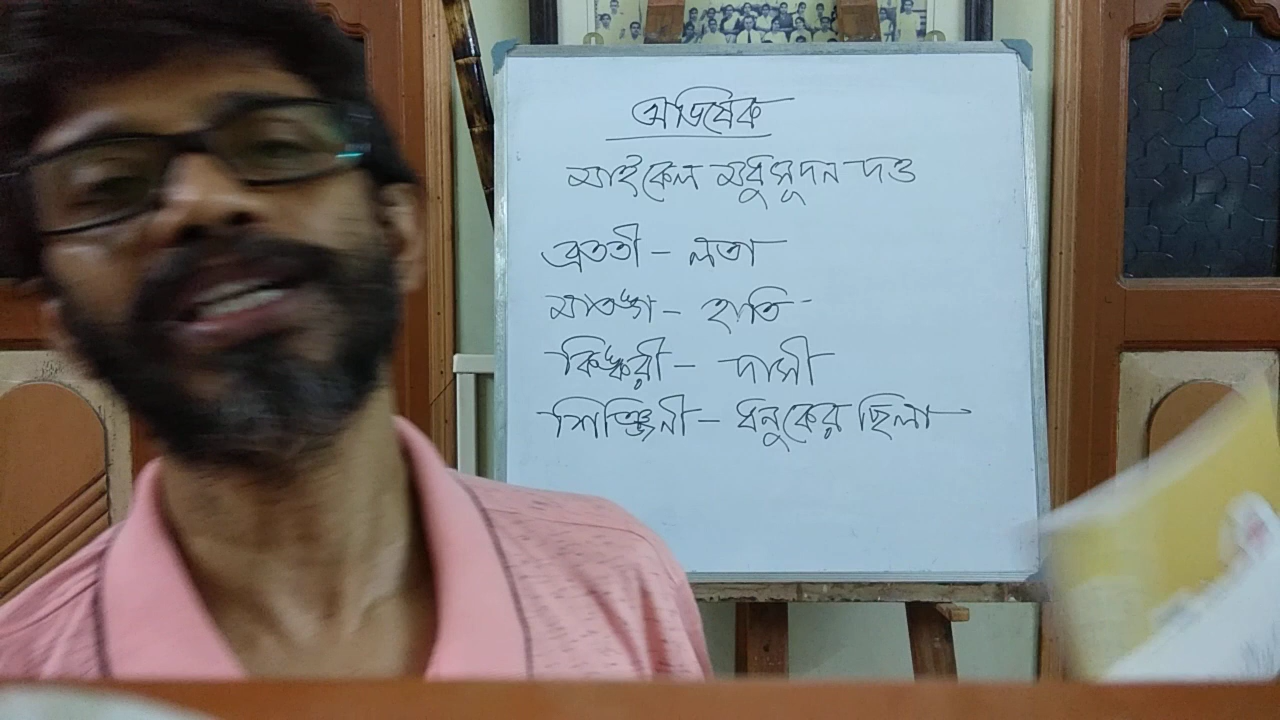 অভিষেক
মাইকেল মধুসূদন দত্ত
ব্রততী - লতা
মাতঙ্গ - হাতি
কিঙ্করী - দাসী
শিঞ্জিনী - ধনুকের ছিলা